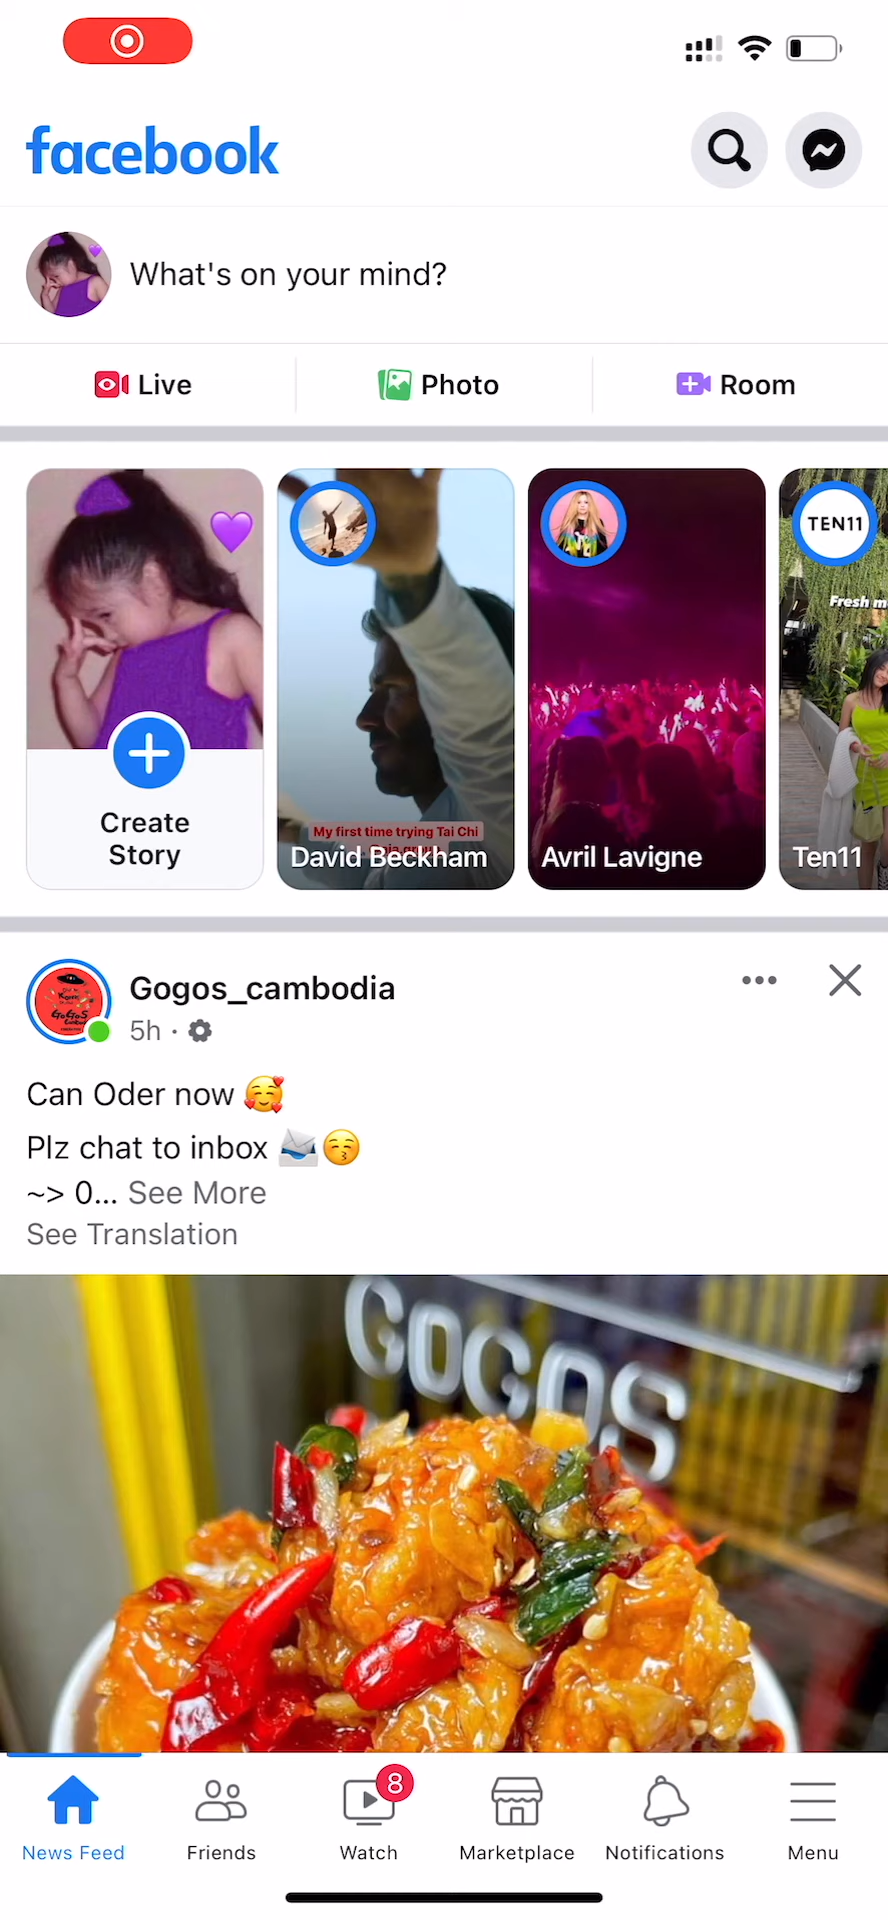 facebook
What's on your mind?
Live
Photo
Room
TEN11
Fresh m
Create
Story
My first time trying Tai Chi
David Beckham
Avril Lavigne
Ten11
Gogos_cambodia
5h ·
Can Oder now 🥰
Plz chat to inbox 📨😚
~> 0... See More
See Translation
GOGOS
8
News Feed
Friends
Watch
Marketplace
Notifications
Menu